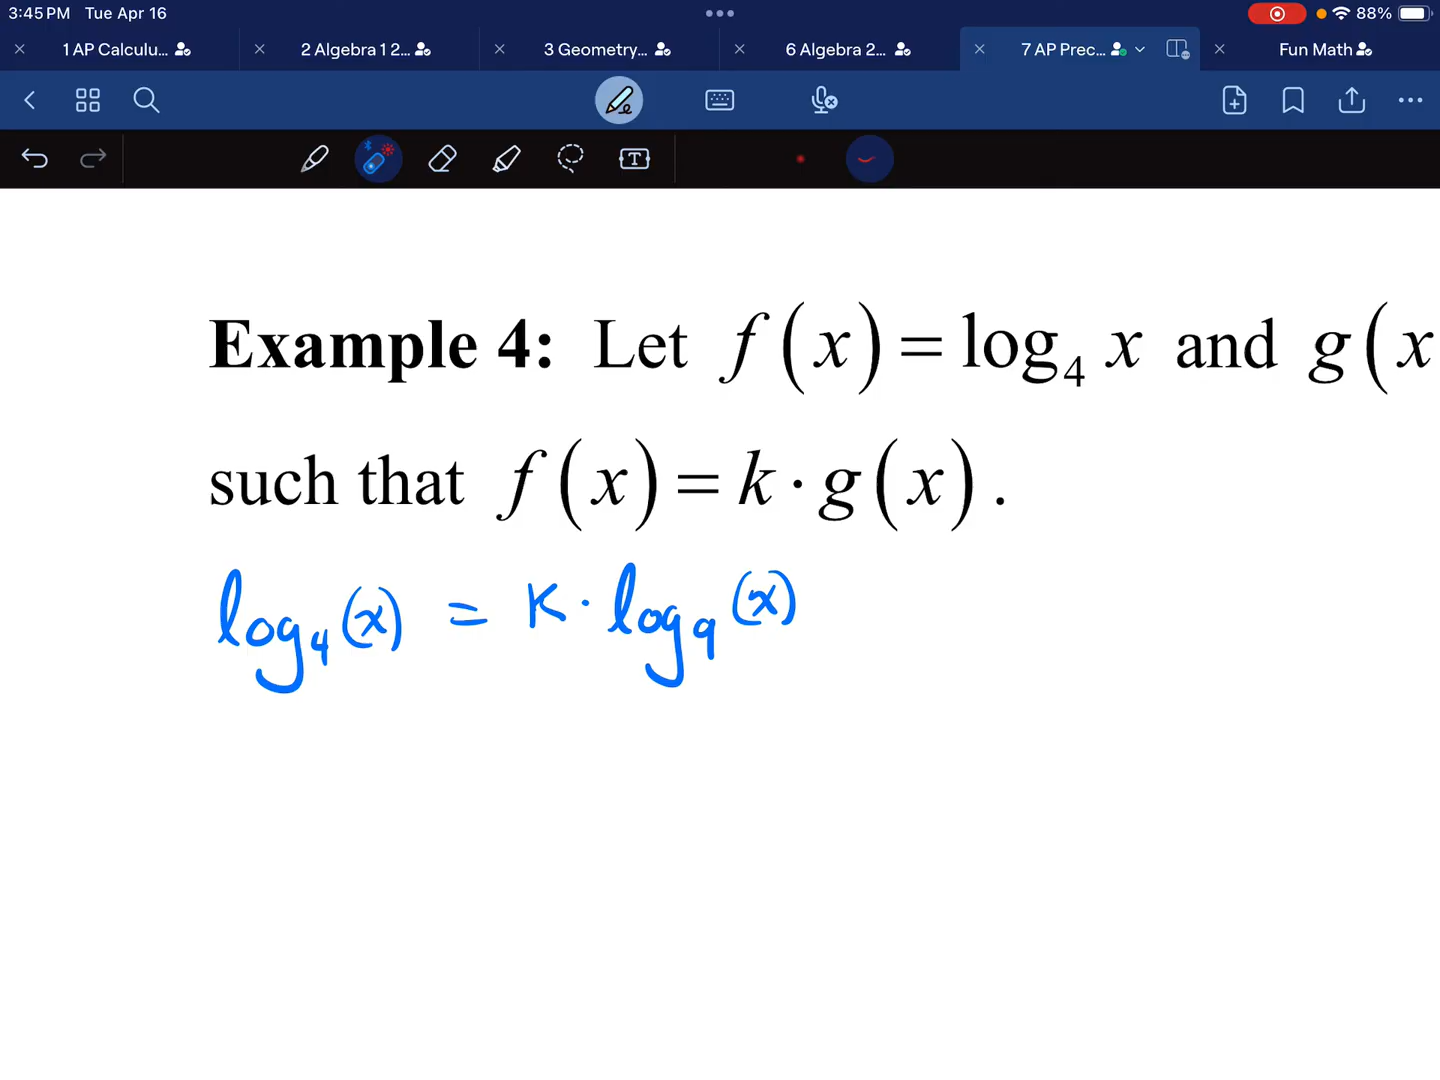 3:45 PM Tue Apr 16
88%
1 AP Calculu...
2 Algebra 1 2...
3 Geometry...
6 Algebra 2...
7 AP Prec...
Fun Math
T
Example 4: Let f(x) = log₄ x and g(x
such that f(x) = k · g(x).
log₄(x) = K · log₉(x)